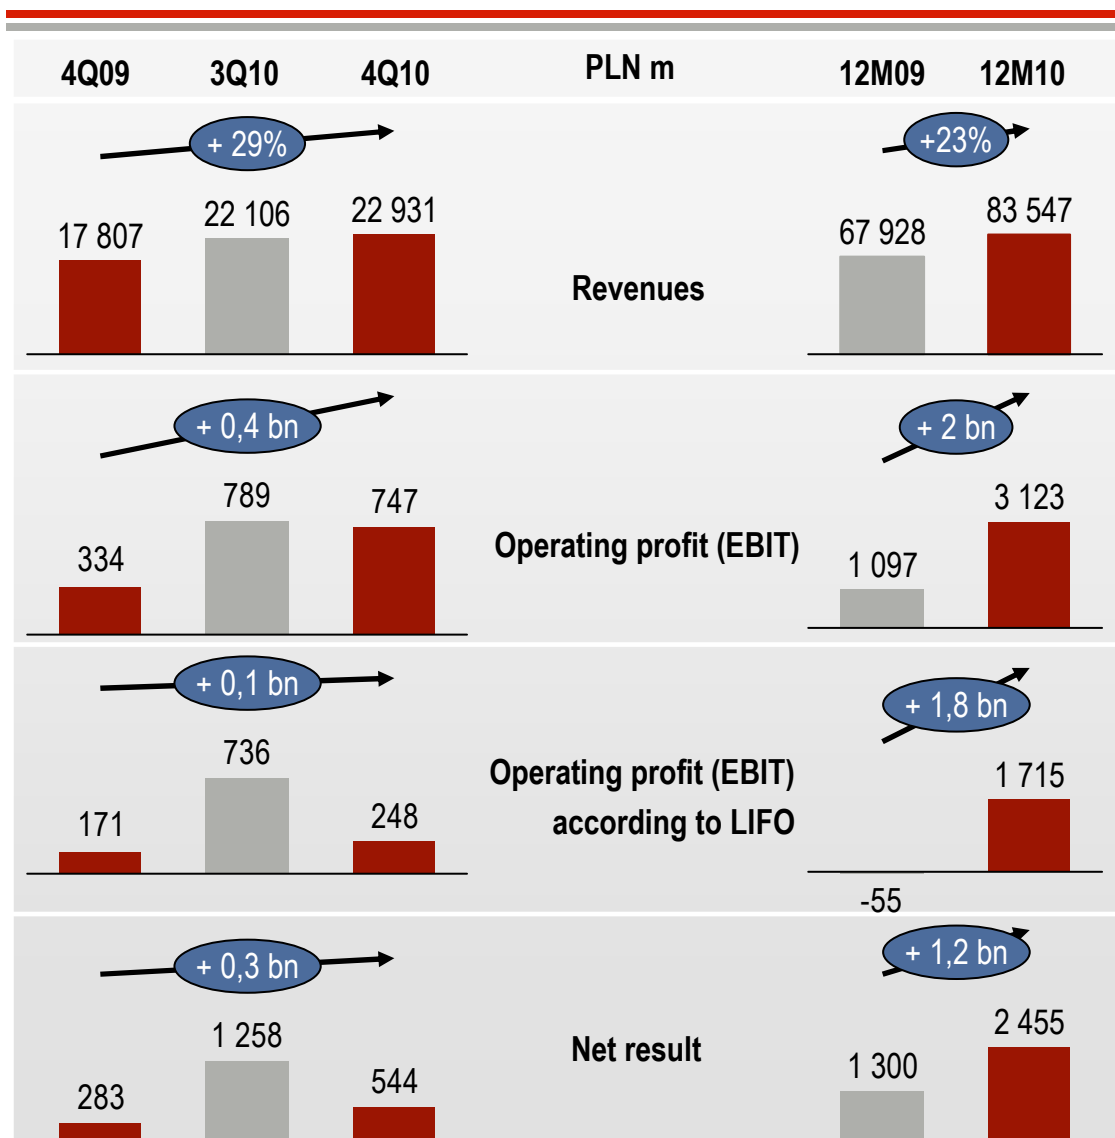 4Q09 3Q10 4Q10 PLN m 12M09 12M10
+ 29% +23%
17 807 22 106 22 931 67 928 83 547
Revenues
+ 0,4 bn + 2 bn
334 789 747 1 097 3 123
Operating profit (EBIT)
+ 0,1 bn + 1,8 bn
171 736 248 -55 1 715
Operating profit (EBIT)
according to LIFO
+ 0,3 bn + 1,2 bn
283 1 258 544 1 300 2 455
Net result